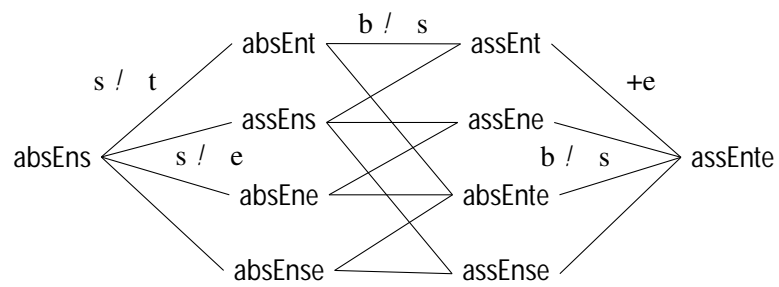 b / s
absEnt assEnt
s / t +e
assEns assEne
absEns s / e b / s assEnte
absEne absEnte
absEnse assEnse